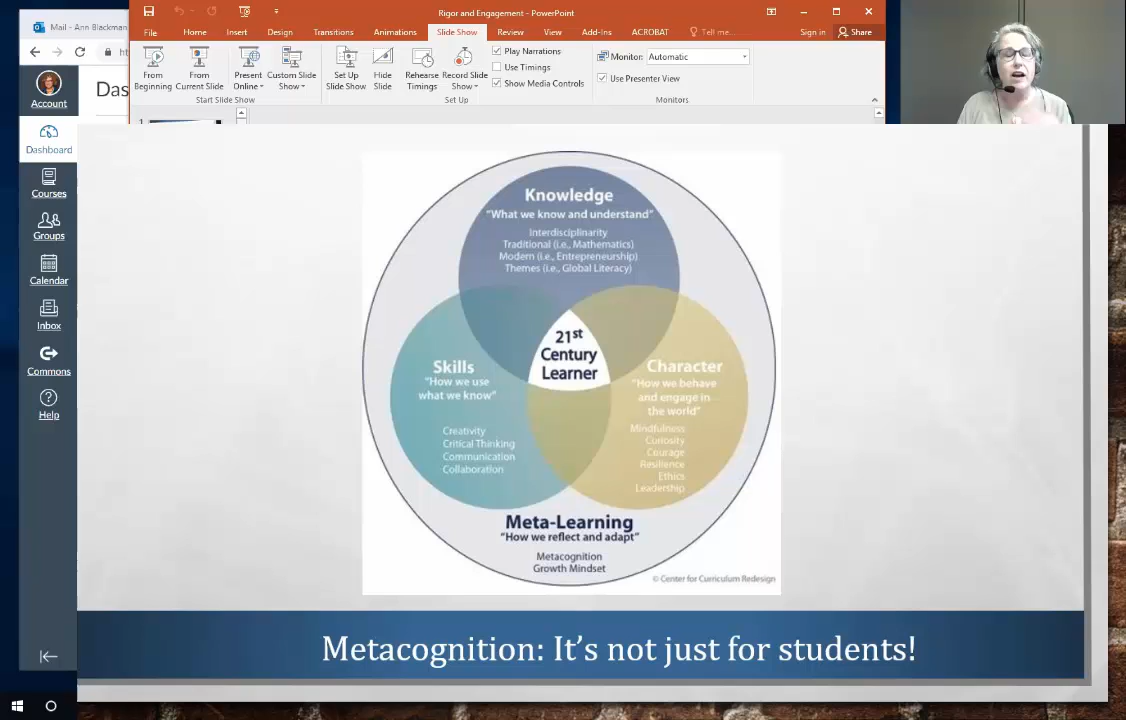 Mail - Ann Blackman
Rigor and Engagement - PowerPoint
File Home Insert Design Transitions Animations Slide Show Review View Add-Ins ACROBAT Tell me... Sign in Share
From Beginning
From Current Slide
Present Online
Custom Slide Show
Set Up Slide Show
Hide Slide
Rehearse Timings
Record Slide Show
Play Narrations
Use Timings
Show Media Controls
Monitor: Automatic
Use Presenter View
Start Slide Show
Set Up
Monitors
1
Das
Account
Dashboard
Courses
Groups
Calendar
Inbox
Commons
Help
Knowledge
"What we know and understand"
Interdisciplinarity
Traditional (i.e., Mathematics)
Modern (i.e., Entrepreneurship)
Themes (i.e., Global Literacy)
21st
Century
Learner
Skills
"How we use
what we know"
Creativity
Critical Thinking
Communication
Collaboration
Character
"How we behave
and engage in
the world"
Mindfulness
Curiosity
Courage
Resilience
Ethics
Leadership
Meta-Learning
"How we reflect and adapt"
Metacognition
Growth Mindset
© Center for Curriculum Redesign
Metacognition: It’s not just for students!